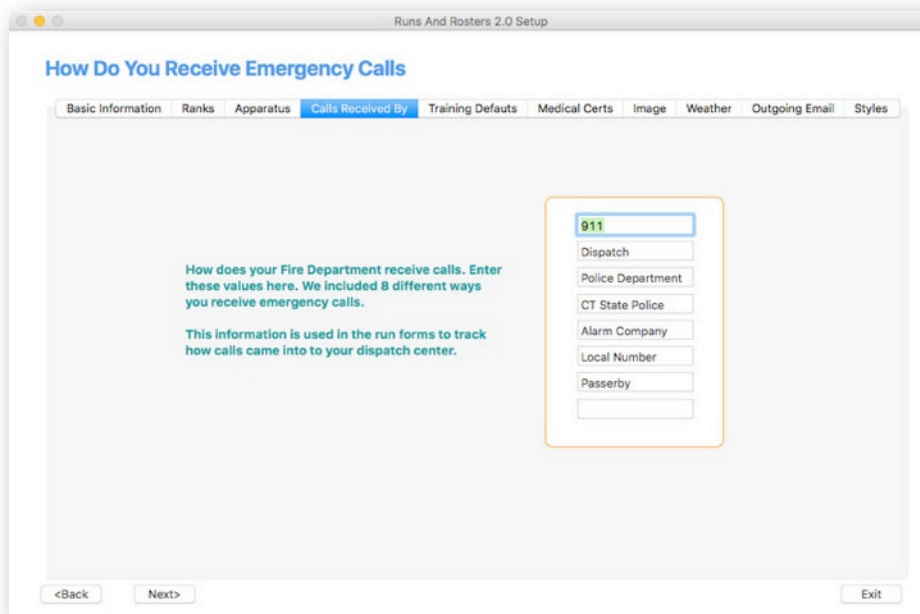 Runs And Rosters 2.0 Setup
How Do You Receive Emergency Calls
Basic Information Ranks Apparatus Calls Received By Training Defauts Medical Certs Image Weather Outgoing Email Styles
911
Dispatch
Police Department
CT State Police
Alarm Company
Local Number
Passerby
How does your Fire Department receive calls. Enter
these values here. We included 8 different ways
you receive emergency calls.
This information is used in the run forms to track
how calls came into to your dispatch center.
<Back Next> Exit